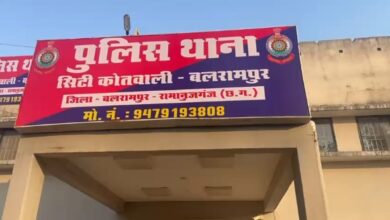 पुलिस थाना
सिटी कोतवाली - बलरामपुर
जिला - बलरामपुर - रामानुजगंज (छ.ग.)
मो. नं. : 9479193808